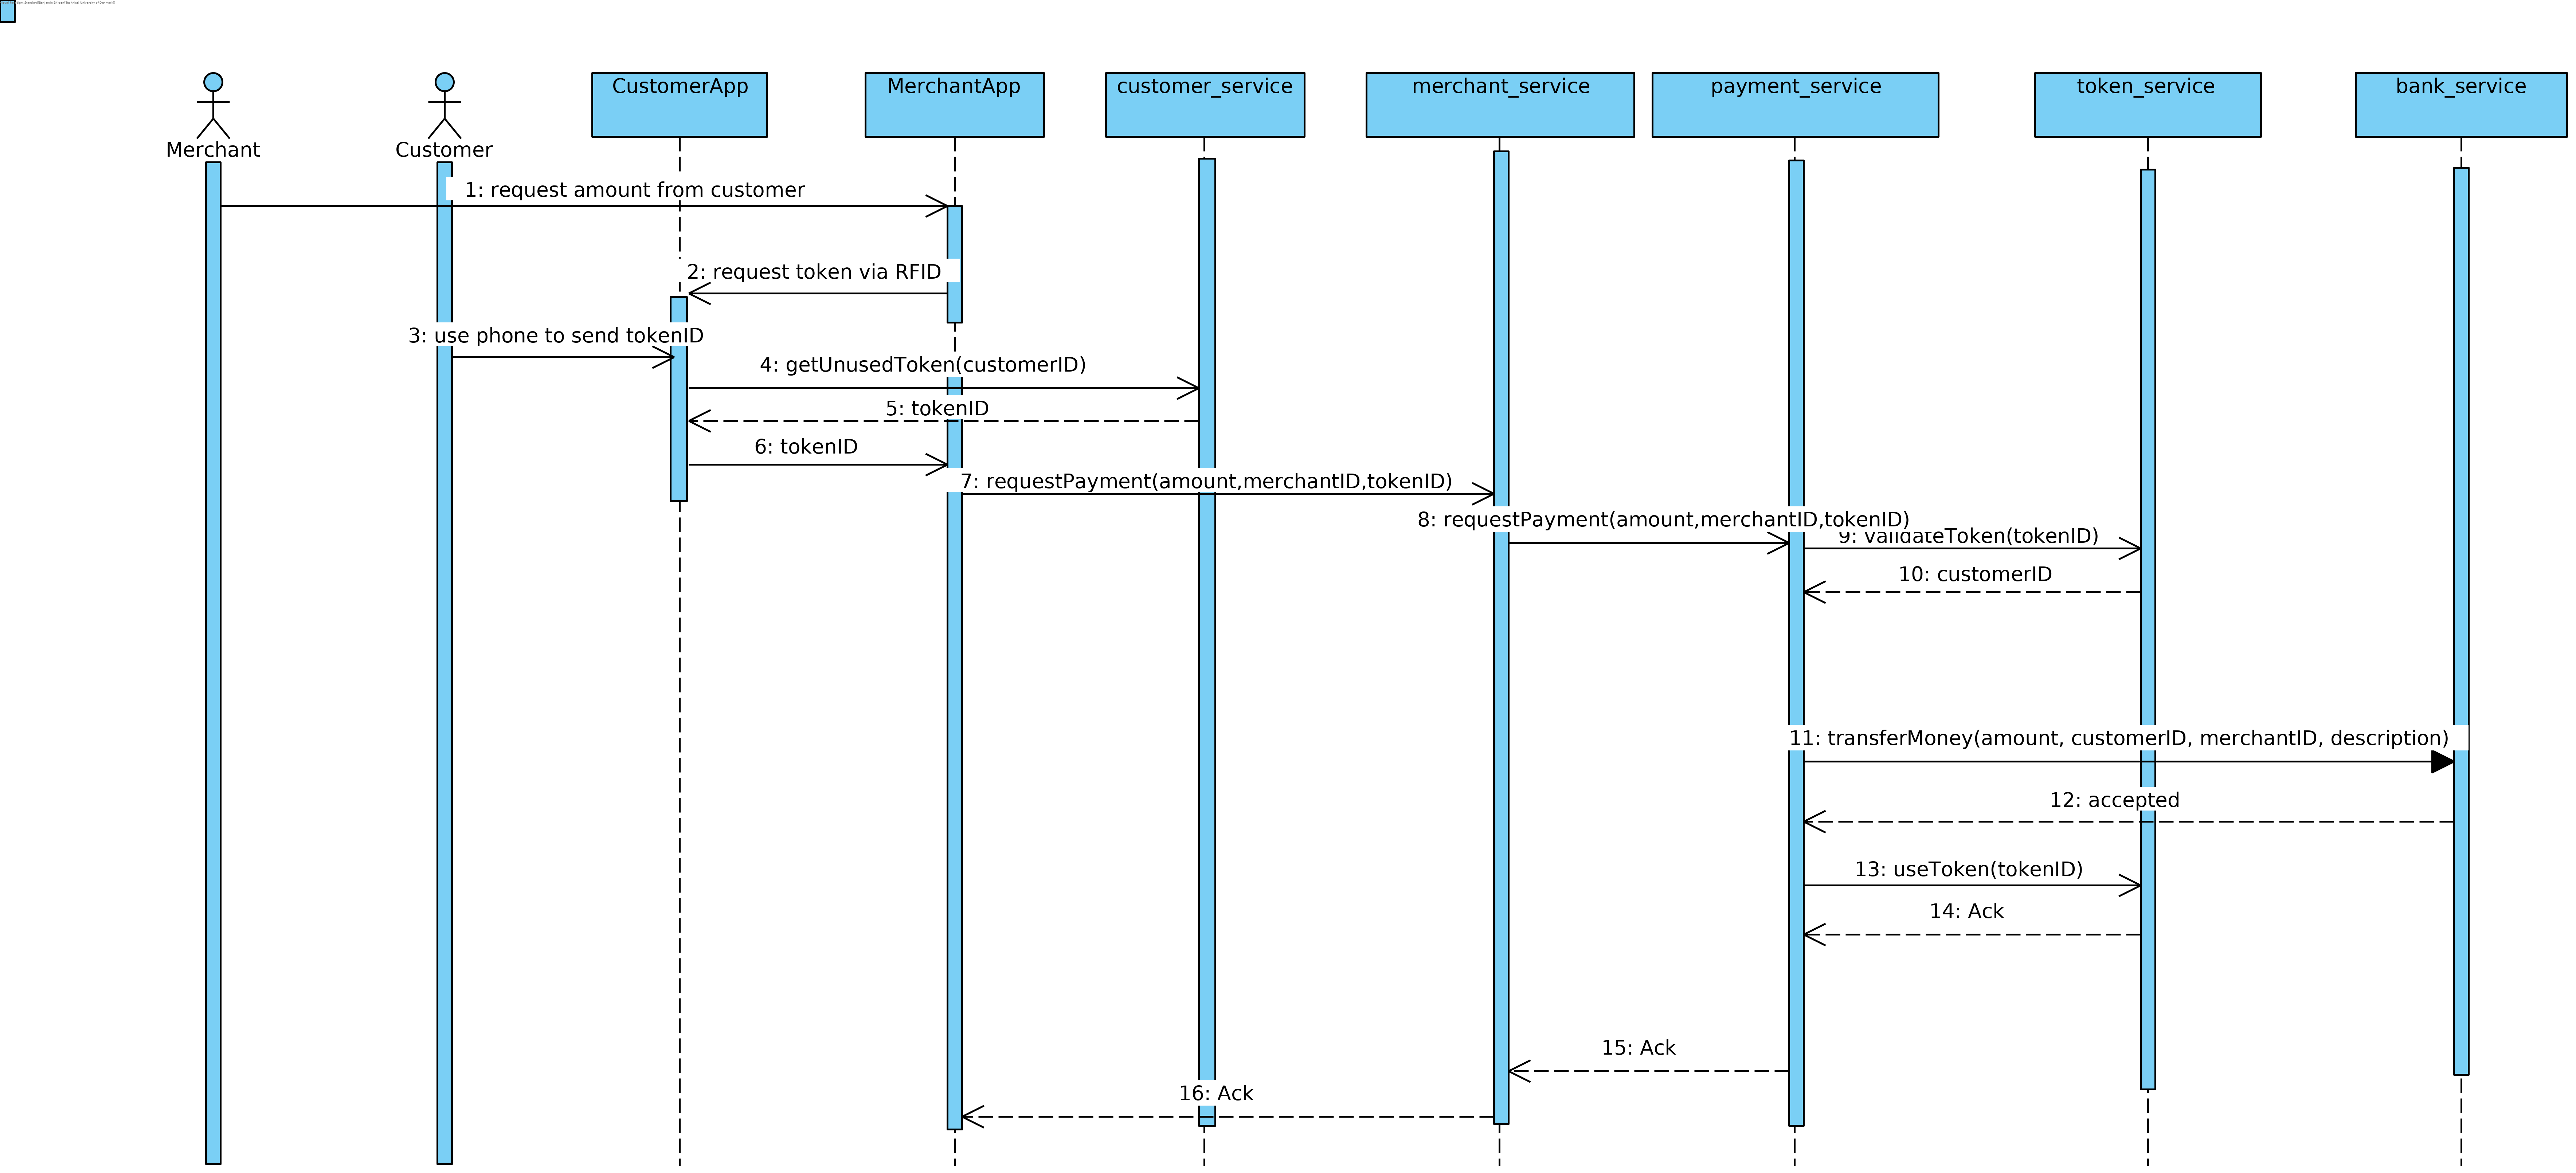 CustomerApp
MerchantApp
customer_service
merchant_service
payment_service
token_service
bank_service
Merchant
Customer
1: request amount from customer
2: request token via RFID
3: use phone to send tokenID
4: getUnusedToken(customerID)
5: tokenID
6: tokenID
7: requestPayment(amount,merchantID,tokenID)
8: requestPayment(amount,merchantID,tokenID)
9: validateToken(tokenID)
10: customerID
11: transferMoney(amount, customerID, merchantID, description)
12: accepted
13: useToken(tokenID)
14: Ack
15: Ack
16: Ack